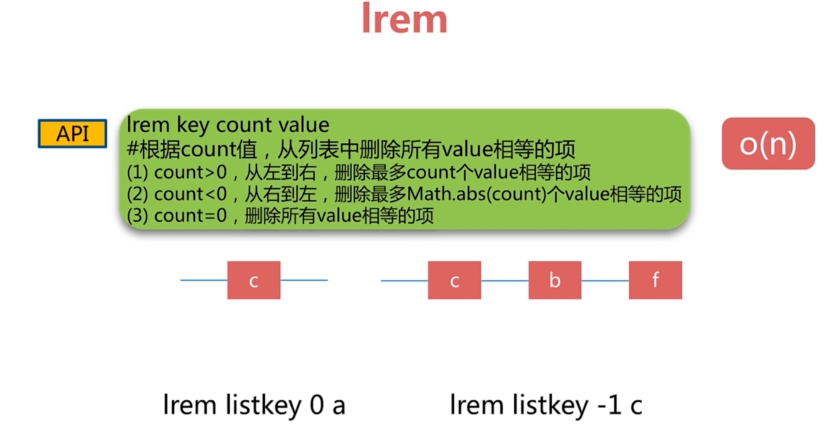 lrem
API
lrem key count value
#根据count值，从列表中删除所有value相等的项
(1) count>0，从左到右，删除最多count个value相等的项
(2) count<0，从右到左，删除最多Math.abs(count)个value相等的项
(3) count=0，删除所有value相等的项
o(n)
c c b f
lrem listkey 0 a lrem listkey -1 c